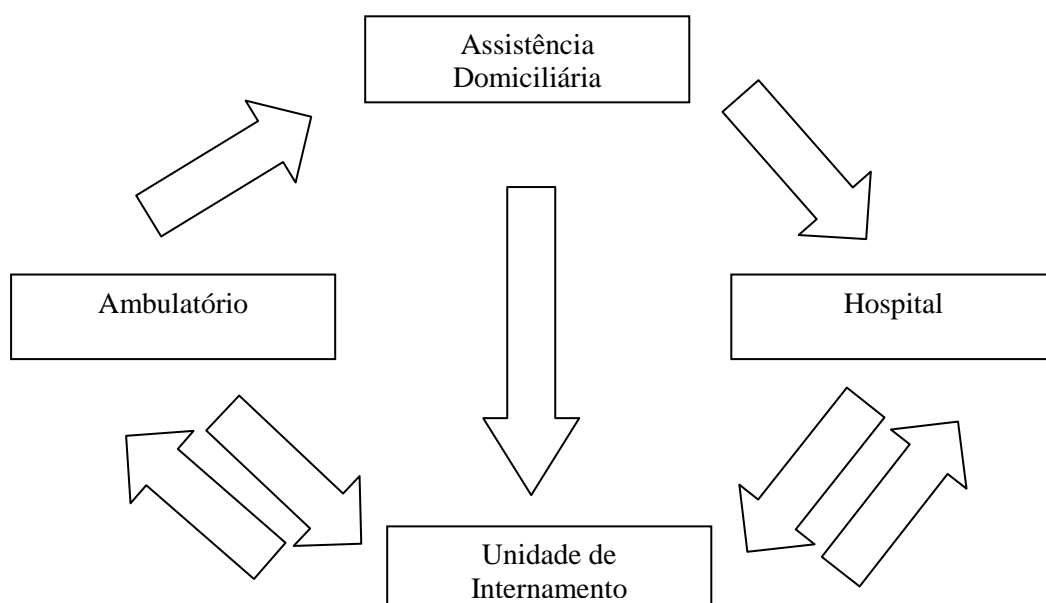 Assistência
Domiciliária
Ambulatório
Hospital
Unidade de
Internamento